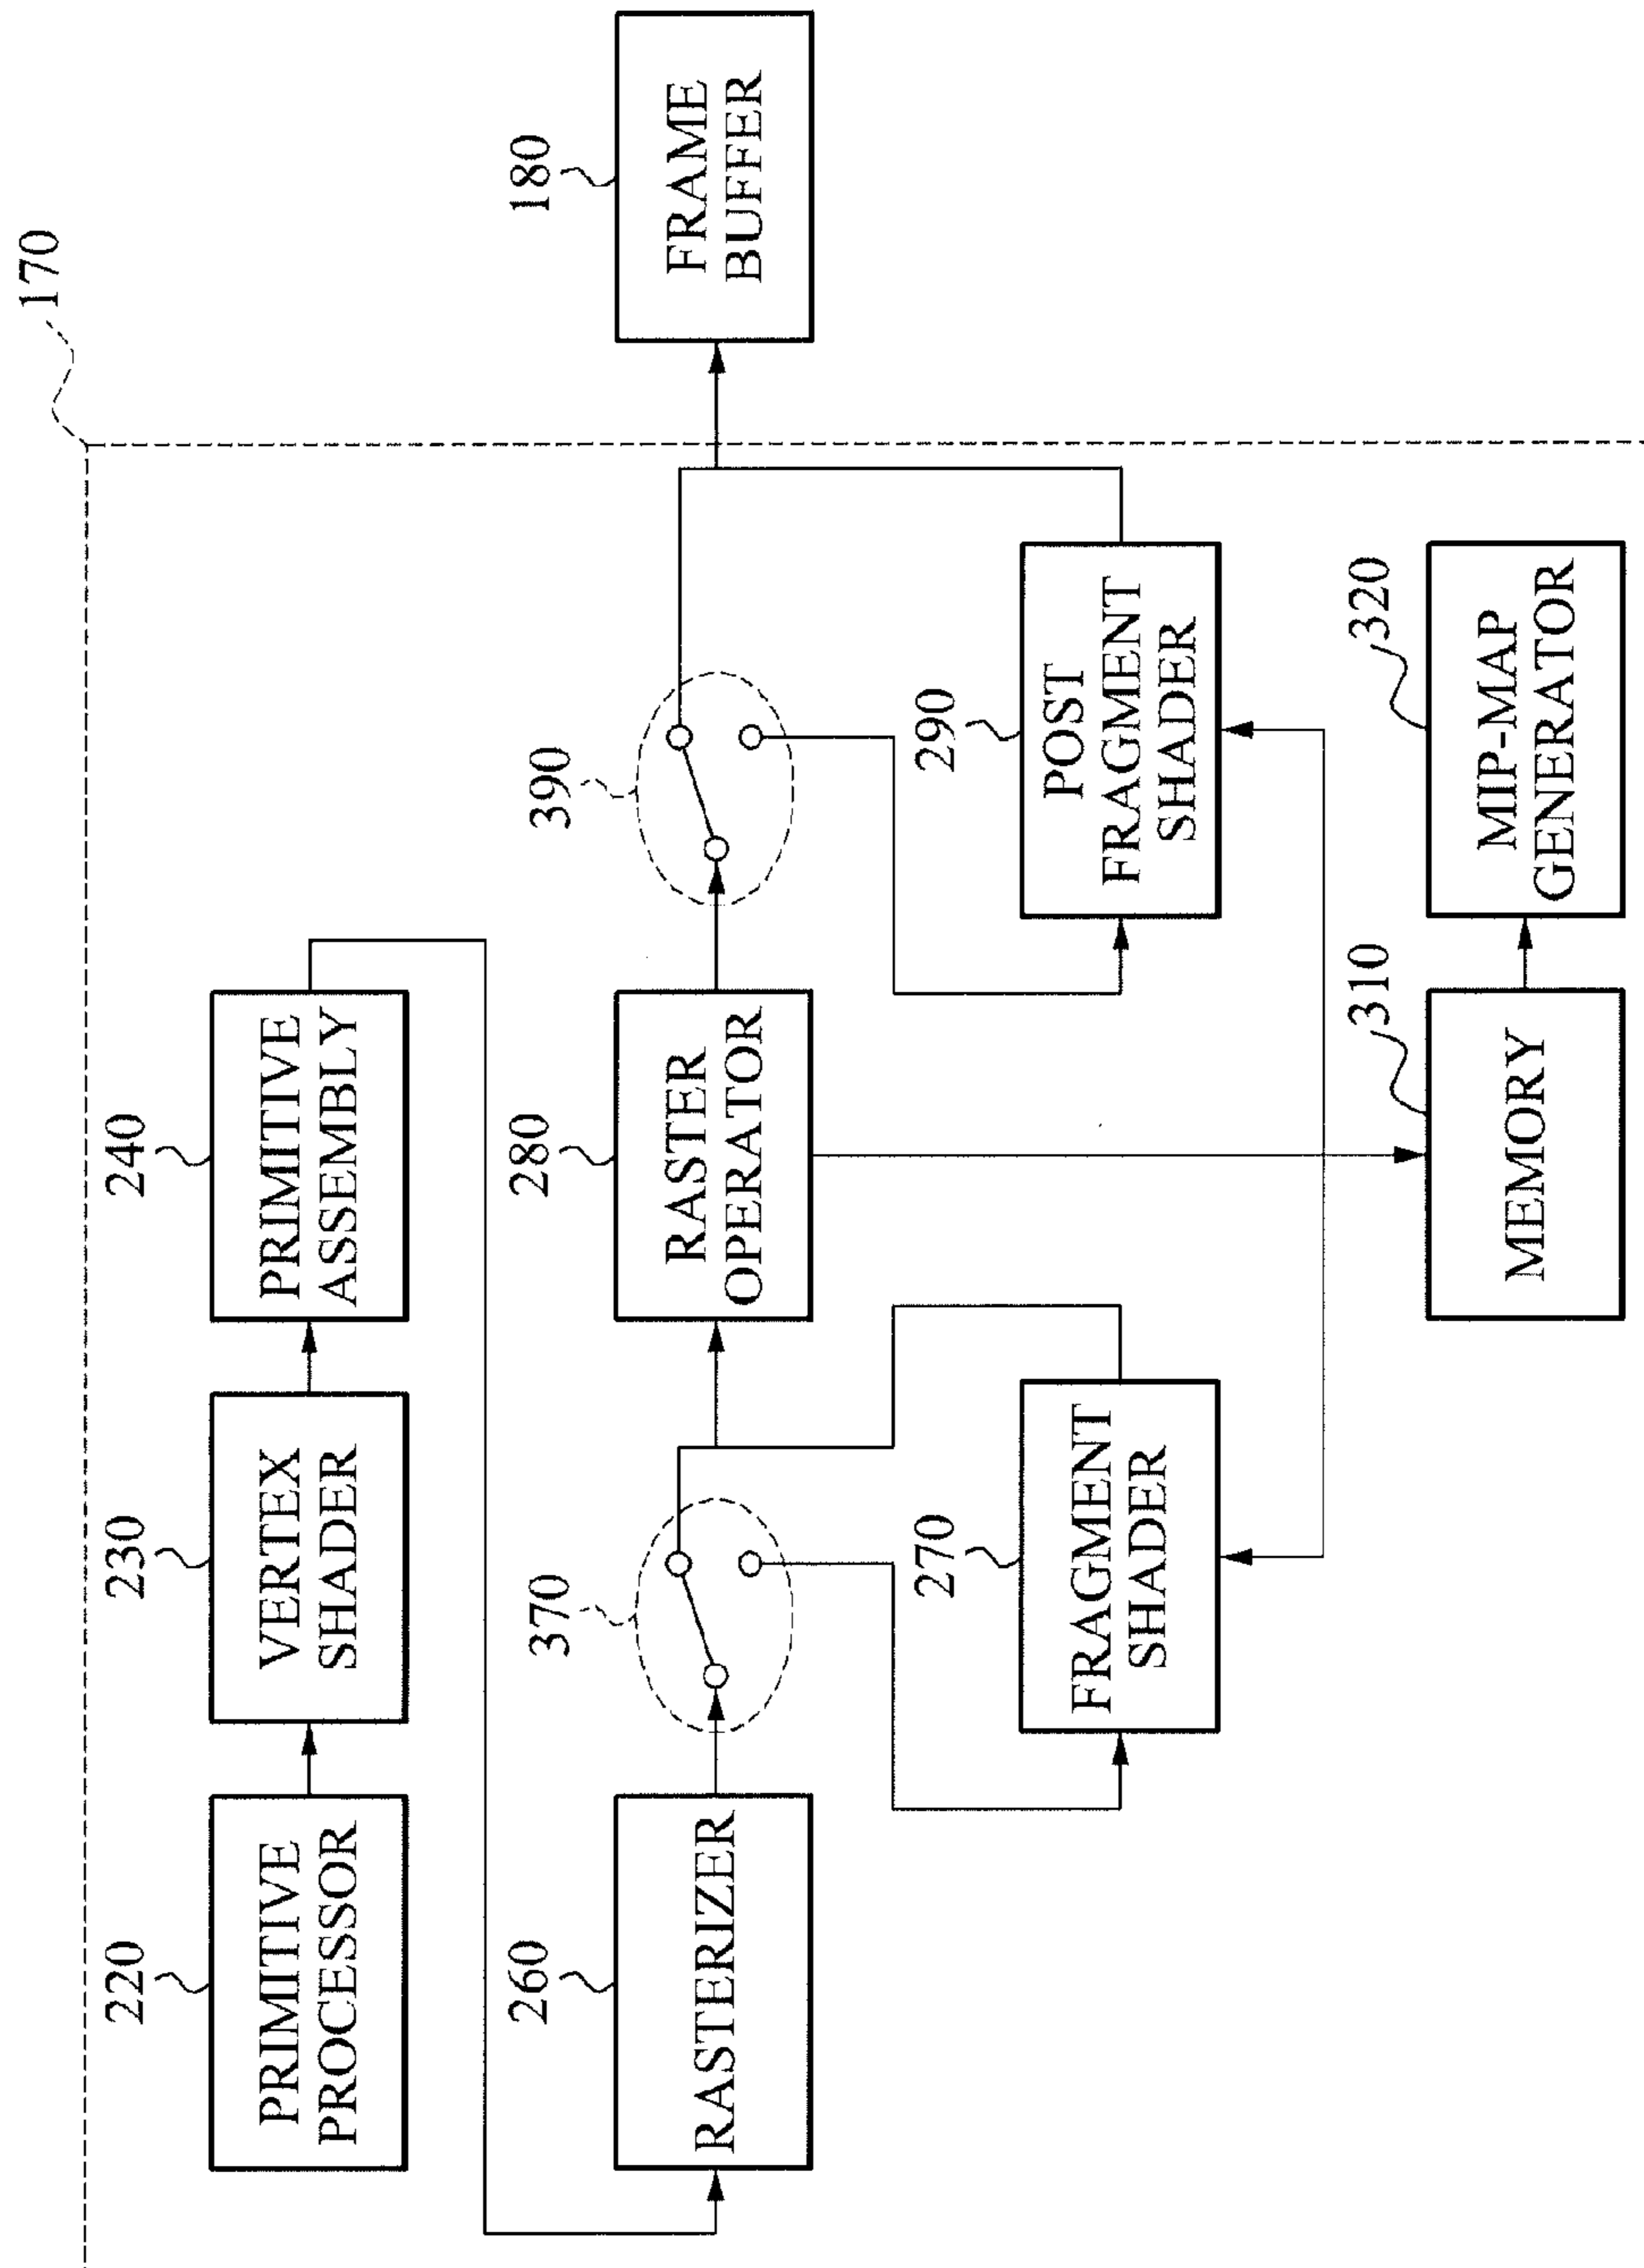 170
220
PRIMITIVE
PROCESSOR
230
VERTEX
SHADER
240
PRIMITIVE
ASSEMBLY
260
RASTERIZER
370
280
RASTER
OPERATOR
390
180
FRAME
BUFFER
270
FRAGMENT
SHADER
290
POST
FRAGMENT
SHADER
310
MEMORY
320
MIP-MAP
GENERATOR